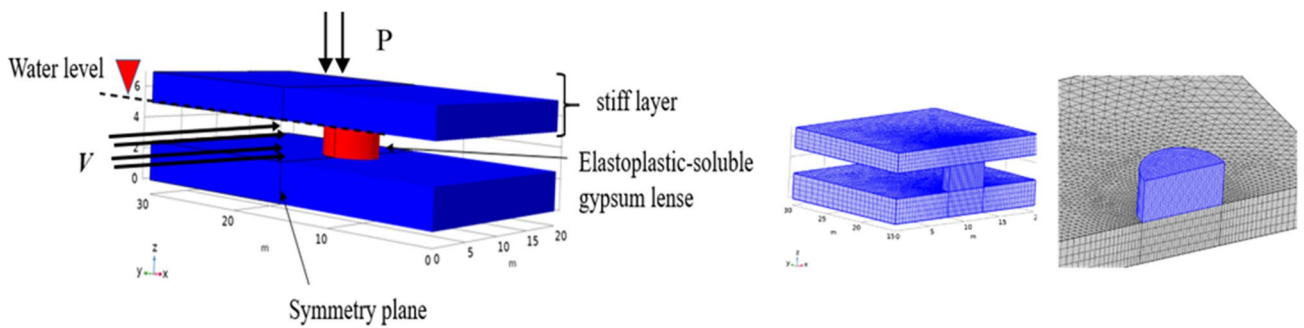 P
Water level
6
4
2
0
V
stiff layer
Elastoplastic-soluble
gypsum lense
30
20
10
0 0
5
10
15
20
m
m
z
y
x
Symmetry plane
30
25
20
15 0
5
10
15
m
m
z
y
x